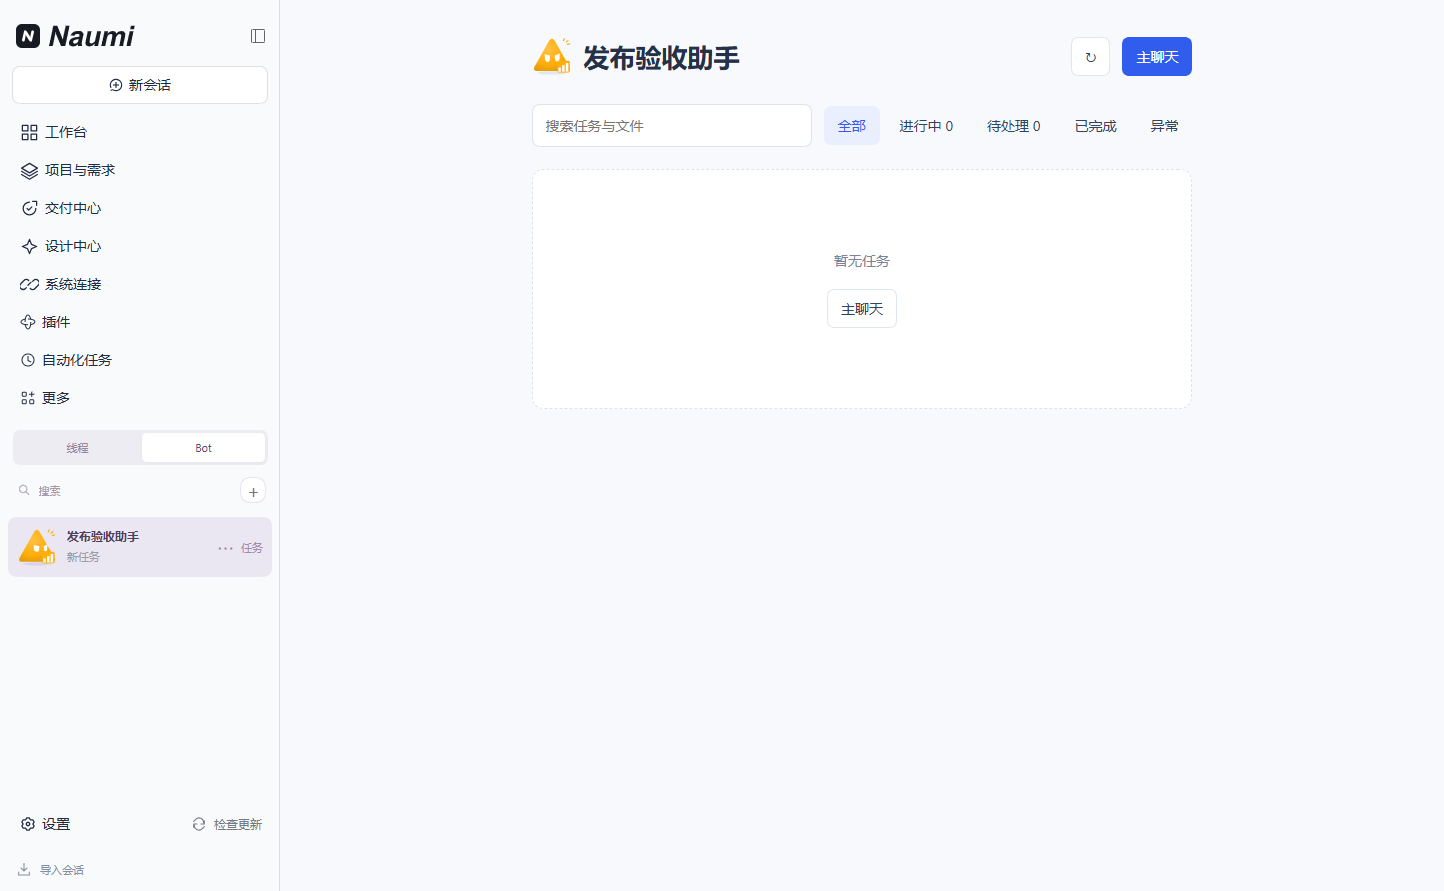 Naumi
新会话
工作台
项目与需求
交付中心
设计中心
系统连接
插件
自动化任务
更多
线程 Bot
搜索
发布验收助手
新任务
任务
设置 检查更新
导入会话
发布验收助手
主聊天
搜索任务与文件 全部 进行中 0 待处理 0 已完成 异常
暂无任务
主聊天